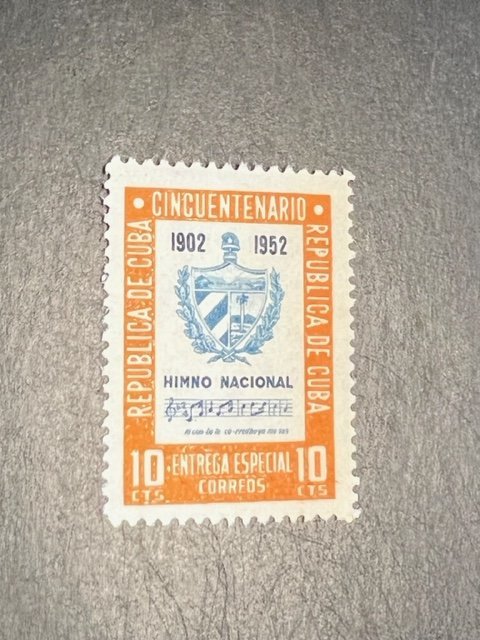 • CINCUENTENARIO •
REPUBLICA DE CUBA
REPUBLICA DE CUBA
1902 1952
HIMNO NACIONAL
10 CTS
• ENTREGA ESPECIAL
CORREOS
10 CTS